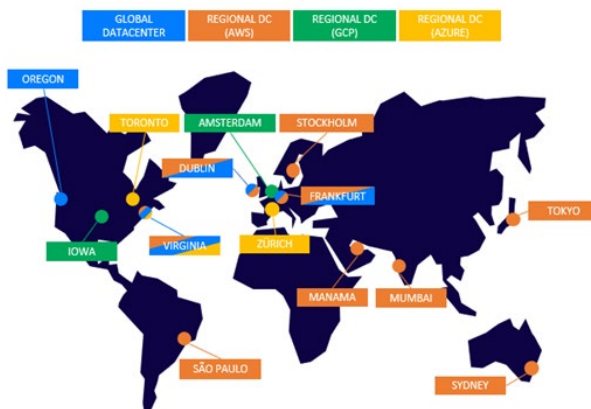 GLOBAL
DATACENTER
REGIONAL DC
(AWS)
REGIONAL DC
(GCP)
REGIONAL DC
(AZURE)
OREGON
TORONTO
AMSTERDAM
STOCKHOLM
DUBLIN
FRANKFURT
TOKYO
IOWA
VIRGINIA
ZÜRICH
MANAMA
MUMBAI
SÃO PAULO
SYDNEY